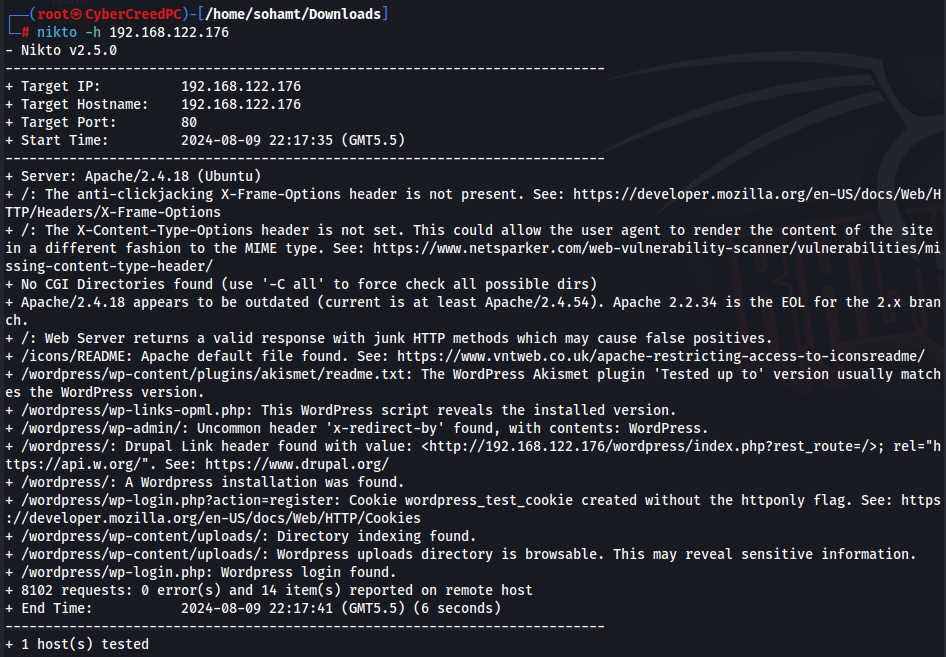 ┌──(root㉿CyberCreedPC)-[/home/sohamt/Downloads]
└─# nikto -h 192.168.122.176
- Nikto v2.5.0
---------------------------------------------------------------------------
+ Target IP:          192.168.122.176
+ Target Hostname:    192.168.122.176
+ Target Port:        80
+ Start Time:         2024-08-09 22:17:35 (GMT5.5)
---------------------------------------------------------------------------
+ Server: Apache/2.4.18 (Ubuntu)
+ /: The anti-clickjacking X-Frame-Options header is not present. See: https://developer.mozilla.org/en-US/docs/Web/H
TTP/Headers/X-Frame-Options
+ /: The X-Content-Type-Options header is not set. This could allow the user agent to render the content of the site
in a different fashion to the MIME type. See: https://www.netsparker.com/web-vulnerability-scanner/vulnerabilities/mi
ssing-content-type-header/
+ No CGI Directories found (use '-C all' to force check all possible dirs)
+ Apache/2.4.18 appears to be outdated (current is at least Apache/2.4.54). Apache 2.2.34 is the EOL for the 2.x bran
ch.
+ /: Web Server returns a valid response with junk HTTP methods which may cause false positives.
+ /icons/README: Apache default file found. See: https://www.vntweb.co.uk/apache-restricting-access-to-iconsreadme/
+ /wordpress/wp-content/plugins/akismet/readme.txt: The WordPress Akismet plugin 'Tested up to' version usually match
es the WordPress version.
+ /wordpress/wp-links-opml.php: This WordPress script reveals the installed version.
+ /wordpress/wp-admin/: Uncommon header 'x-redirect-by' found, with contents: WordPress.
+ /wordpress/: Drupal Link header found with value: <http://192.168.122.176/wordpress/index.php?rest_route=/>; rel="h
ttps://api.w.org/". See: https://www.drupal.org/
+ /wordpress/: A Wordpress installation was found.
+ /wordpress/wp-login.php?action=register: Cookie wordpress_test_cookie created without the httponly flag. See: https
://developer.mozilla.org/en-US/docs/Web/HTTP/Cookies
+ /wordpress/wp-content/uploads/: Directory indexing found.
+ /wordpress/wp-content/uploads/: Wordpress uploads directory is browsable. This may reveal sensitive information.
+ /wordpress/wp-login.php: Wordpress login found.
+ 8102 requests: 0 error(s) and 14 item(s) reported on remote host
+ End Time:           2024-08-09 22:17:41 (GMT5.5) (6 seconds)
---------------------------------------------------------------------------
+ 1 host(s) tested